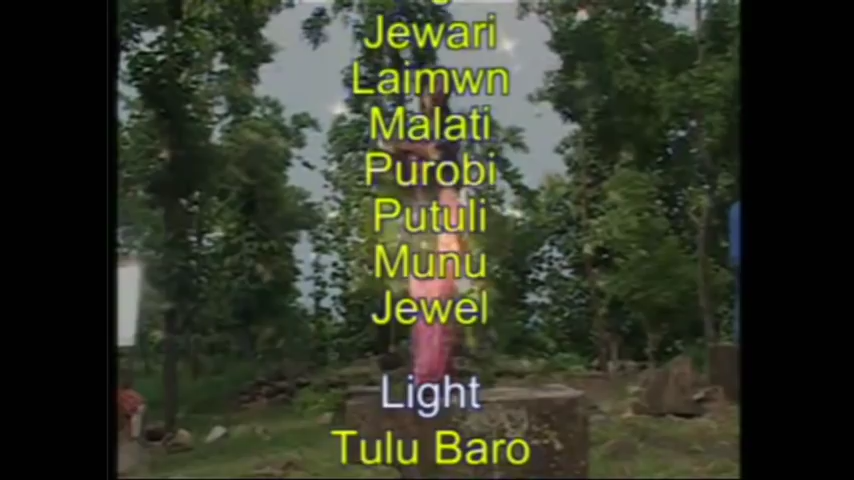 Jewari
Laimwn
Malati
Purobi
Putuli
Munu
Jewel
Light
Tulu Baro